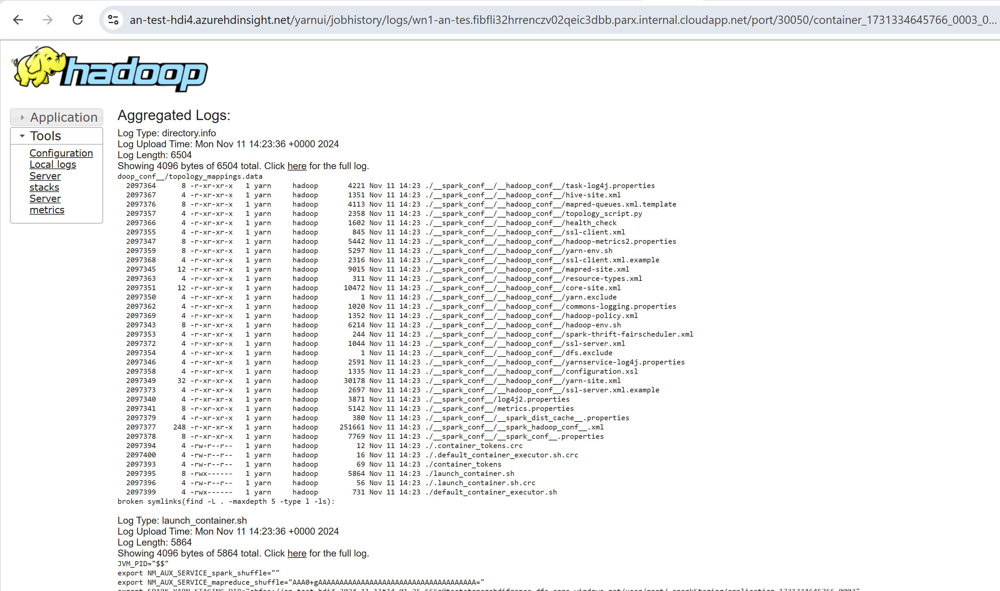 an-test-hdi4.azurehdinsight.net/yarnui/jobhistory/logs/wn1-an-tes.fibfli32hrrenczv02qeic3dbb.parx.internal.cloudapp.net/port/30050/container_1731334645766_0003_0...
hadoop
Application
Tools
Configuration
Local logs
Server
stacks
Server
metrics
Aggregated Logs:
Log Type: directory.info
Log Upload Time: Mon Nov 11 14:23:36 +0000 2024
Log Length: 6504
Showing 4096 bytes of 6504 total. Click here for the full log.
doop_conf__/topology_mappings.data
2097364 8 -r-xr-xr-x 1 yarn hadoop 4221 Nov 11 14:23 ./__spark_conf__/__hadoop_conf__/task-log4j.properties
2097367 4 -r-xr-xr-x 1 yarn hadoop 1351 Nov 11 14:23 ./__spark_conf__/__hadoop_conf__/hive-site.xml
2097376 8 -r-xr-xr-x 1 yarn hadoop 4113 Nov 11 14:23 ./__spark_conf__/__hadoop_conf__/mapred-queues.xml.template
2097357 4 -r-xr-xr-x 1 yarn hadoop 2358 Nov 11 14:23 ./__spark_conf__/__hadoop_conf__/topology_script.py
2097366 4 -r-xr-xr-x 1 yarn hadoop 1602 Nov 11 14:23 ./__spark_conf__/__hadoop_conf__/health_check
2097355 4 -r-xr-xr-x 1 yarn hadoop 845 Nov 11 14:23 ./__spark_conf__/__hadoop_conf__/ssl-client.xml
2097347 8 -r-xr-xr-x 1 yarn hadoop 5442 Nov 11 14:23 ./__spark_conf__/__hadoop_conf__/hadoop-metrics2.properties
2097359 8 -r-xr-xr-x 1 yarn hadoop 5297 Nov 11 14:23 ./__spark_conf__/__hadoop_conf__/yarn-env.sh
2097368 4 -r-xr-xr-x 1 yarn hadoop 2316 Nov 11 14:23 ./__spark_conf__/__hadoop_conf__/ssl-client.xml.example
2097345 12 -r-xr-xr-x 1 yarn hadoop 9015 Nov 11 14:23 ./__spark_conf__/__hadoop_conf__/mapred-site.xml
2097363 4 -r-xr-xr-x 1 yarn hadoop 311 Nov 11 14:23 ./__spark_conf__/__hadoop_conf__/resource-types.xml
2097351 12 -r-xr-xr-x 1 yarn hadoop 10472 Nov 11 14:23 ./__spark_conf__/__hadoop_conf__/core-site.xml
2097350 4 -r-xr-xr-x 1 yarn hadoop 1 Nov 11 14:23 ./__spark_conf__/__hadoop_conf__/yarn.exclude
2097362 4 -r-xr-xr-x 1 yarn hadoop 1020 Nov 11 14:23 ./__spark_conf__/__hadoop_conf__/commons-logging.properties
2097369 4 -r-xr-xr-x 1 yarn hadoop 1352 Nov 11 14:23 ./__spark_conf__/__hadoop_conf__/hadoop-policy.xml
2097343 8 -r-xr-xr-x 1 yarn hadoop 6214 Nov 11 14:23 ./__spark_conf__/__hadoop_conf__/hadoop-env.sh
2097353 4 -r-xr-xr-x 1 yarn hadoop 244 Nov 11 14:23 ./__spark_conf__/__hadoop_conf__/spark-thrift-fairscheduler.xml
2097372 4 -r-xr-xr-x 1 yarn hadoop 1044 Nov 11 14:23 ./__spark_conf__/__hadoop_conf__/ssl-server.xml
2097354 4 -r-xr-xr-x 1 yarn hadoop 1 Nov 11 14:23 ./__spark_conf__/__hadoop_conf__/dfs.exclude
2097346 4 -r-xr-xr-x 1 yarn hadoop 2591 Nov 11 14:23 ./__spark_conf__/__hadoop_conf__/yarnservice-log4j.properties
2097358 4 -r-xr-xr-x 1 yarn hadoop 1335 Nov 11 14:23 ./__spark_conf__/__hadoop_conf__/configuration.xsl
2097349 32 -r-xr-xr-x 1 yarn hadoop 30178 Nov 11 14:23 ./__spark_conf__/__hadoop_conf__/yarn-site.xml
2097373 4 -r-xr-xr-x 1 yarn hadoop 2697 Nov 11 14:23 ./__spark_conf__/__hadoop_conf__/ssl-server.xml.example
2097340 4 -r-xr-xr-x 1 yarn hadoop 3871 Nov 11 14:23 ./__spark_conf__/log4j2.properties
2097341 8 -r-xr-xr-x 1 yarn hadoop 5142 Nov 11 14:23 ./__spark_conf__/metrics.properties
2097379 4 -r-xr-xr-x 1 yarn hadoop 380 Nov 11 14:23 ./__spark_conf__/__spark_dist_cache__.properties
2097377 248 -r-xr-xr-x 1 yarn hadoop 251661 Nov 11 14:23 ./__spark_conf__/__spark_hadoop_conf__.xml
2097378 8 -r-xr-xr-x 1 yarn hadoop 7769 Nov 11 14:23 ./__spark_conf__/__spark_conf__.properties
2097394 4 -rw-r--r-- 1 yarn hadoop 12 Nov 11 14:23 ./.container_tokens.crc
2097400 4 -rw-r--r-- 1 yarn hadoop 16 Nov 11 14:23 ./.default_container_executor.sh.crc
2097393 4 -rw-r--r-- 1 yarn hadoop 69 Nov 11 14:23 ./container_tokens
2097395 8 -rwx------ 1 yarn hadoop 5864 Nov 11 14:23 ./launch_container.sh
2097396 4 -rw-r--r-- 1 yarn hadoop 56 Nov 11 14:23 ./.launch_container.sh.crc
2097399 4 -rwx------ 1 yarn hadoop 731 Nov 11 14:23 ./default_container_executor.sh
broken symlinks(find -L . -maxdepth 5 -type l -ls):
Log Type: launch_container.sh
Log Upload Time: Mon Nov 11 14:23:36 +0000 2024
Log Length: 5864
Showing 4096 bytes of 5864 total. Click here for the full log.
JVM_PID="$$"
export NM_AUX_SERVICE_spark_shuffle=""
export NM_AUX_SERVICE_mapreduce_shuffle="AAA0+gAAAAAAAAAAAAAAAAAAAAAAAAAAAAAAAAAAAAA="